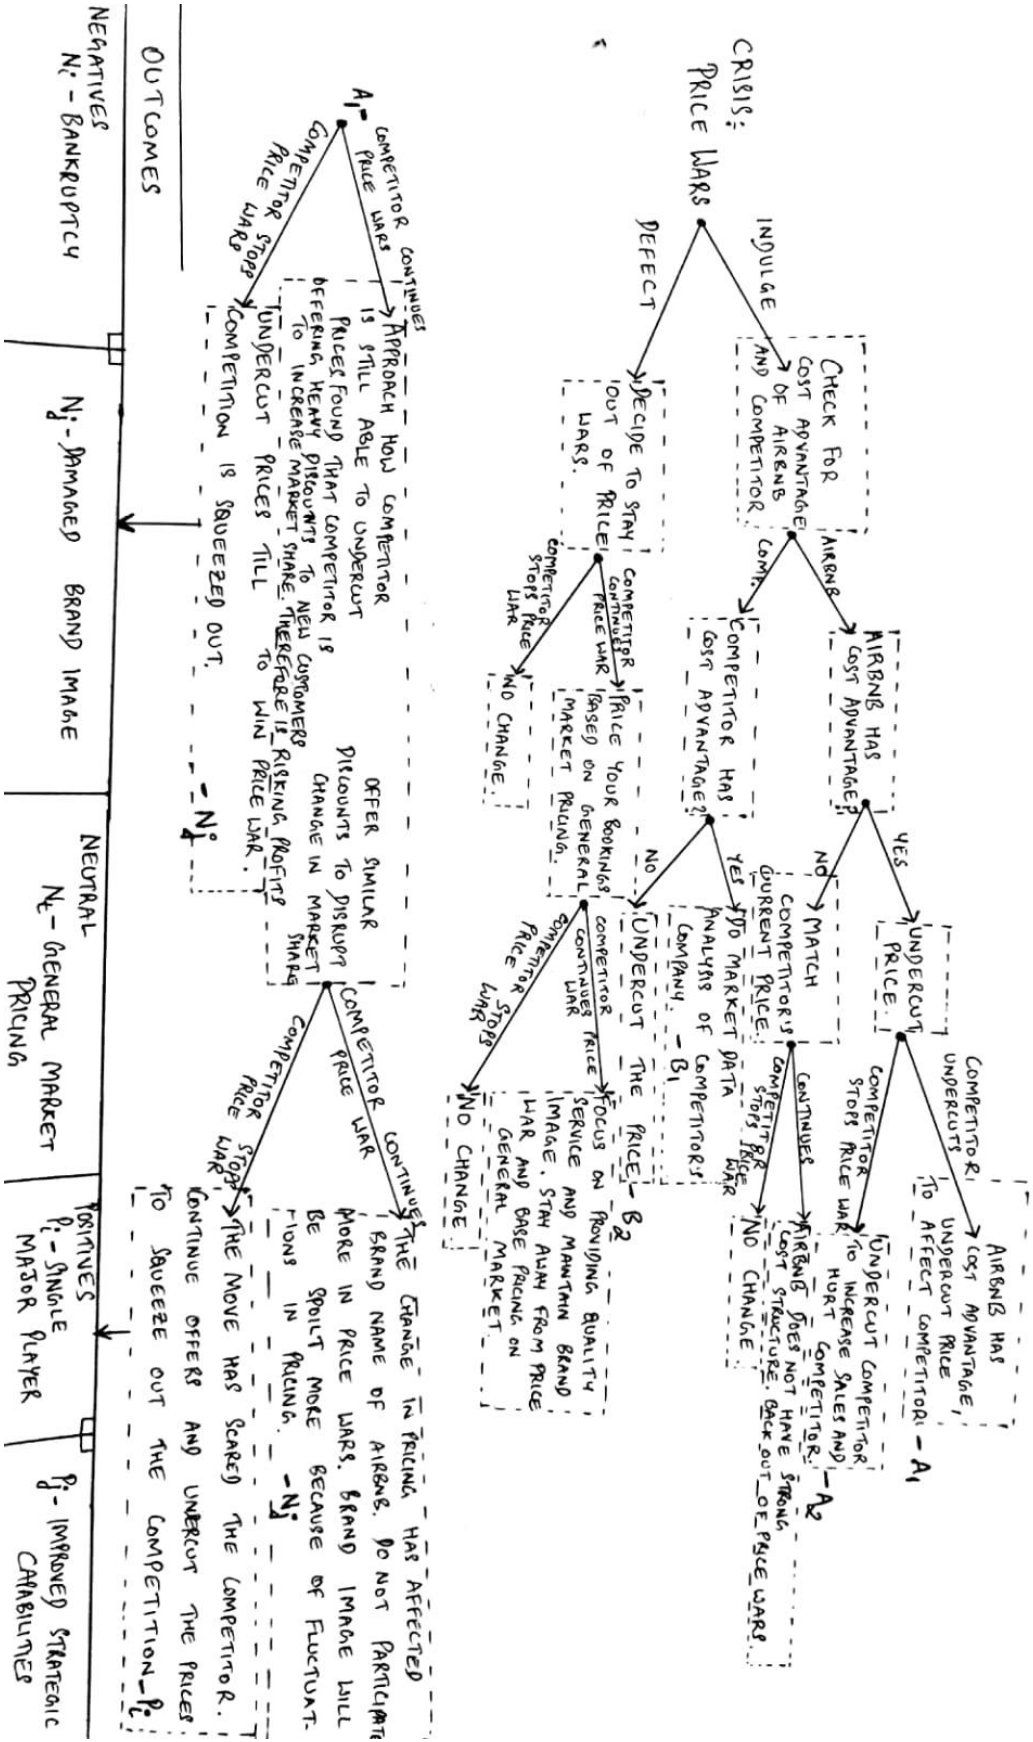 CRISIS:
PRICE WARS
INDULGE
DEFECT
CHECK FOR
COST ADVANTAGE
OF AIRBNB
AND COMPETITOR
AIRBNB
COMP.
AIRBNB HAS
COST ADVANTAGE?
YES
NO
UNDERCUT
PRICE.
COMPETITOR
UNDERCUTS
COMPETITOR
STOPS PRICE WAR
AIRBNB HAS
COST ADVANTAGE,
UNDERCUT PRICE
TO AFFECT COMPETITOR - A1
UNDERCUT COMPETITOR
TO INCREASE SALES AND
HURT COMPETITOR. - A2
MATCH
COMPETITOR'S
CURRENT PRICE.
CONTINUES
COMPETITOR
STOPS PRICE
WAR
AIRBNB DOES NOT HAVE STRONG
COST STRUCTURE. BACK OUT OF PRICE WARS.
NO CHANGE
COMPETITOR HAS
COST ADVANTAGE?
YES
NO
DO MARKET DATA
ANALYSIS OF COMPETITOR'S
COMPANY. - B1
UNDERCUT THE PRICE - B2
DECIDE TO STAY
OUT OF PRICE
WARS.
COMPETITOR
CONTINUES
PRICE WAR
COMPETITOR
STOPS PRICE
WAR
PRICE YOUR BOOKINGS
BASED ON GENERAL
MARKET PRICING.
NO CHANGE.
COMPETITOR
CONTINUES PRICE
WAR
COMPETITOR STOPS
PRICE WAR
FOCUS ON PROVIDING QUALITY
SERVICE AND MAINTAIN BRAND
IMAGE. STAY AWAY FROM PRICE
WAR AND BASE PRICING ON
GENERAL MARKET.
NO CHANGE
A1 -
COMPETITOR CONTINUES
PRICE WARS
COMPETITOR STOPS
PRICE WARS
APPROACH HOW COMPETITOR
IS STILL ABLE TO UNDERCUT
PRICES. FOUND THAT COMPETITOR IS
OFFERING HEAVY DISCOUNTS TO NEW CUSTOMERS
TO INCREASE MARKET SHARE. THEREFORE IS RISKING PROFITS
OFFER SIMILAR
DISCOUNTS TO DISRUPT
CHANGE IN MARKET
SHARE
UNDERCUT PRICES TILL TO WIN PRICE WAR.
COMPETITION IS SQUEEZED OUT. - Ni
COMPETITOR CONTINUES
PRICE WAR
COMPETITOR STOPS
PRICE WAR
THE CHANGE IN PRICING HAS AFFECTED
BRAND NAME OF AIRBNB. DO NOT PARTICIPATE
MORE IN PRICE WARS. BRAND IMAGE WILL
BE SPOILT MORE BECAUSE OF FLUCTUAT-
IONS IN PRICING. - Nj
THE MOVE HAS SCARED THE COMPETITOR.
CONTINUE OFFERS AND UNDERCUT THE PRICES
TO SQUEEZE OUT THE COMPETITION - Pi
OUTCOMES
NEGATIVES
Ni - BANKRUPTCY
Nj - DAMAGED BRAND IMAGE
NEUTRAL
Nt - GENERAL MARKET
PRICING
POSITIVES
Pi - SINGLE
MAJOR PLAYER
Pj - IMPROVED STRATEGIC
CAPABILITIES